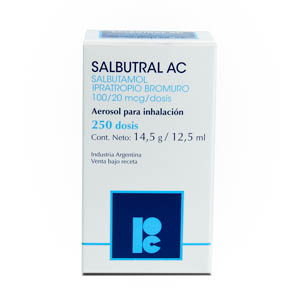 SALBUTRAL AC
SALBUTAMOL
IPRATROPIO BROMURO
100/20 mcg/dosis
Aerosol para inhalación
250 dosis
Cont. Neto: 14,5 g / 12,5 ml
Industria Argentina
Venta bajo receta